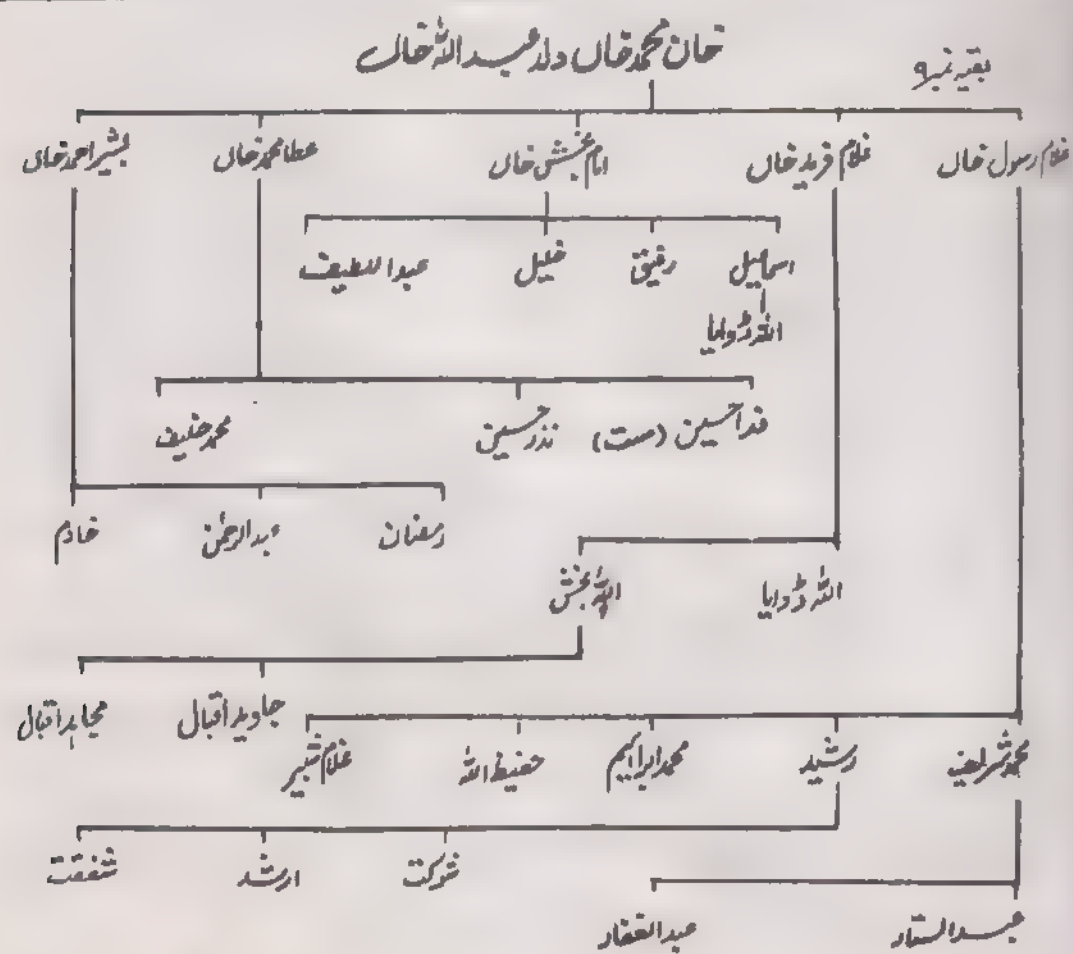 بقیہ نمبر ۹
خان محمد خاں ولد عبداللہ خاں
غلام رسول خاں غلام فرید خاں امام بخش خاں عطا محمد خاں بشیر احمد خاں
اسماعیل رفیق خلیل عبداللطیف
اللہ ڈوایا
فدا حسین (مست) نذر حسین محمد حنیف
رمضان عبدالرحمٰن خادم
اللہ ڈوایا اللہ بخش
جاوید اقبال مجاہد اقبال
محمد شریف رشید محمد ابراہیم حفیظ اللہ غلام شبیر
شوکت ارشد شفقت
عبدالستار عبدالغفار